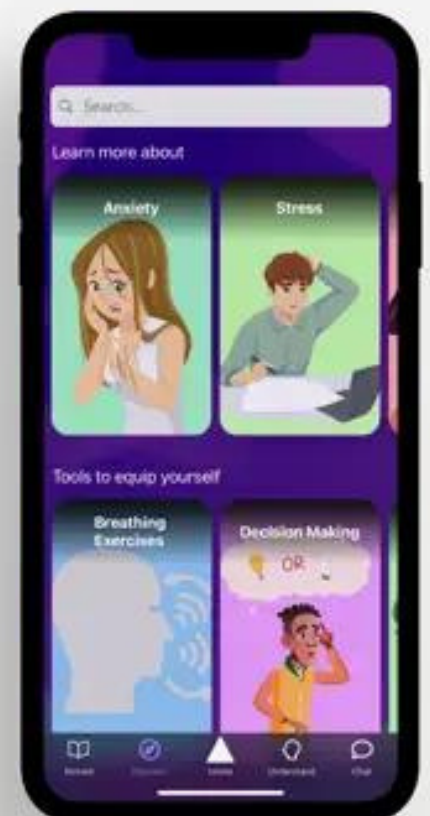 Search...
Learn more about
Anxiety
Stress
Tools to equip yourself
Breathing
Exercises
Decision Making
OR
Understand
Chat